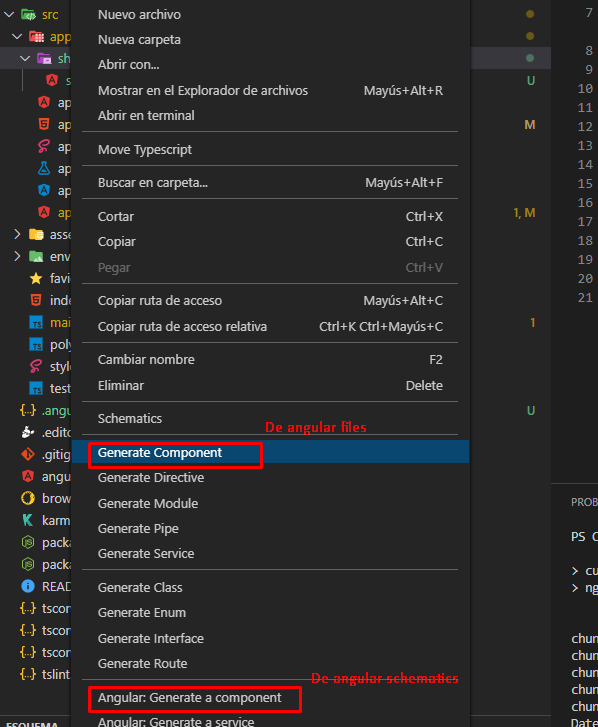 src
app
sh
s
U
ap
ap
M
ap
ap
ap
ap
1, M
asse
env
favic
inde
mai
1
poly
style
test
.angu
U
.edito
.gitig
angu
brow
karm
packa
packa
READ
tscon
tscon
tscon
tslint
ESQUEMA
Nuevo archivo
Nueva carpeta
Abrir con...
Mostrar en el Explorador de archivos Mayús+Alt+R
Abrir en terminal
Move Typescript
Buscar en carpeta... Mayús+Alt+F
Cortar Ctrl+X
Copiar Ctrl+C
Pegar Ctrl+V
Copiar ruta de acceso Mayús+Alt+C
Copiar ruta de acceso relativa Ctrl+K Ctrl+Mayús+C
Cambiar nombre F2
Eliminar Delete
Schematics
De angular files
Generate Component
Generate Directive
Generate Module
Generate Pipe
Generate Service
Generate Class
Generate Enum
Generate Interface
Generate Route
De angular schematics
Angular: Generate a component
Angular: Generate a service
7
8
9
10
11
12
13
14
15
16
17
18
19
20
21
PROB
PS C
> cu
> ng
chun
chun
chun
chun
chun
Date